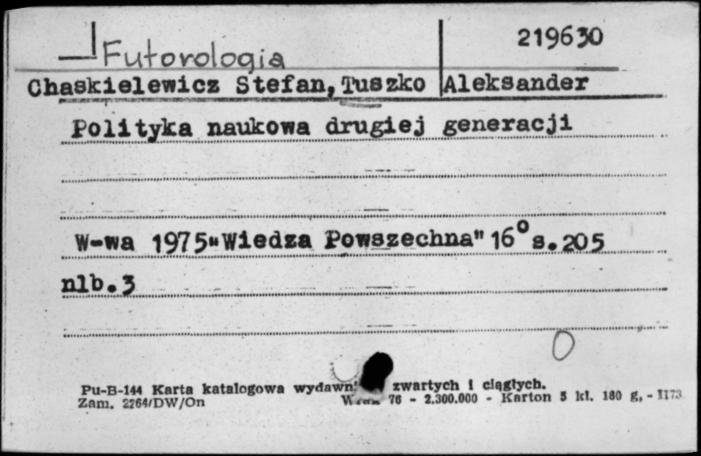 219630
Futorologia
Chaskielewicz Stefan, Tuszko Aleksander
Polityka naukowa drugiej generacji
W-wa 1975 "Wiedza Powszechna" 16° s. 205
nlb. 3
Pu-B-144 Karta katalogowa wydawn. zwartych i ciągłych.
Zam. 2264/DW/On 76 - 2.300.000 - Karton 5 kl. 180 g, -